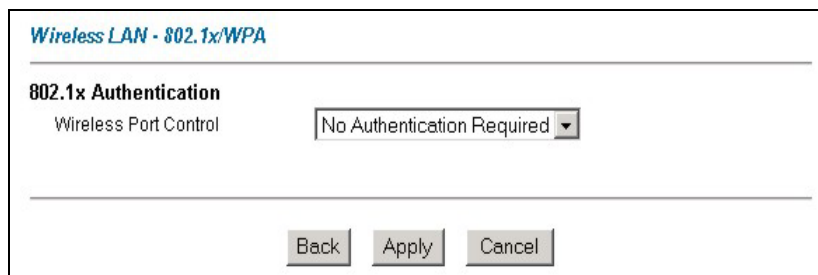 Wireless LAN - 802.1x/WPA
802.1x Authentication
Wireless Port Control No Authentication Required
Back Apply Cancel